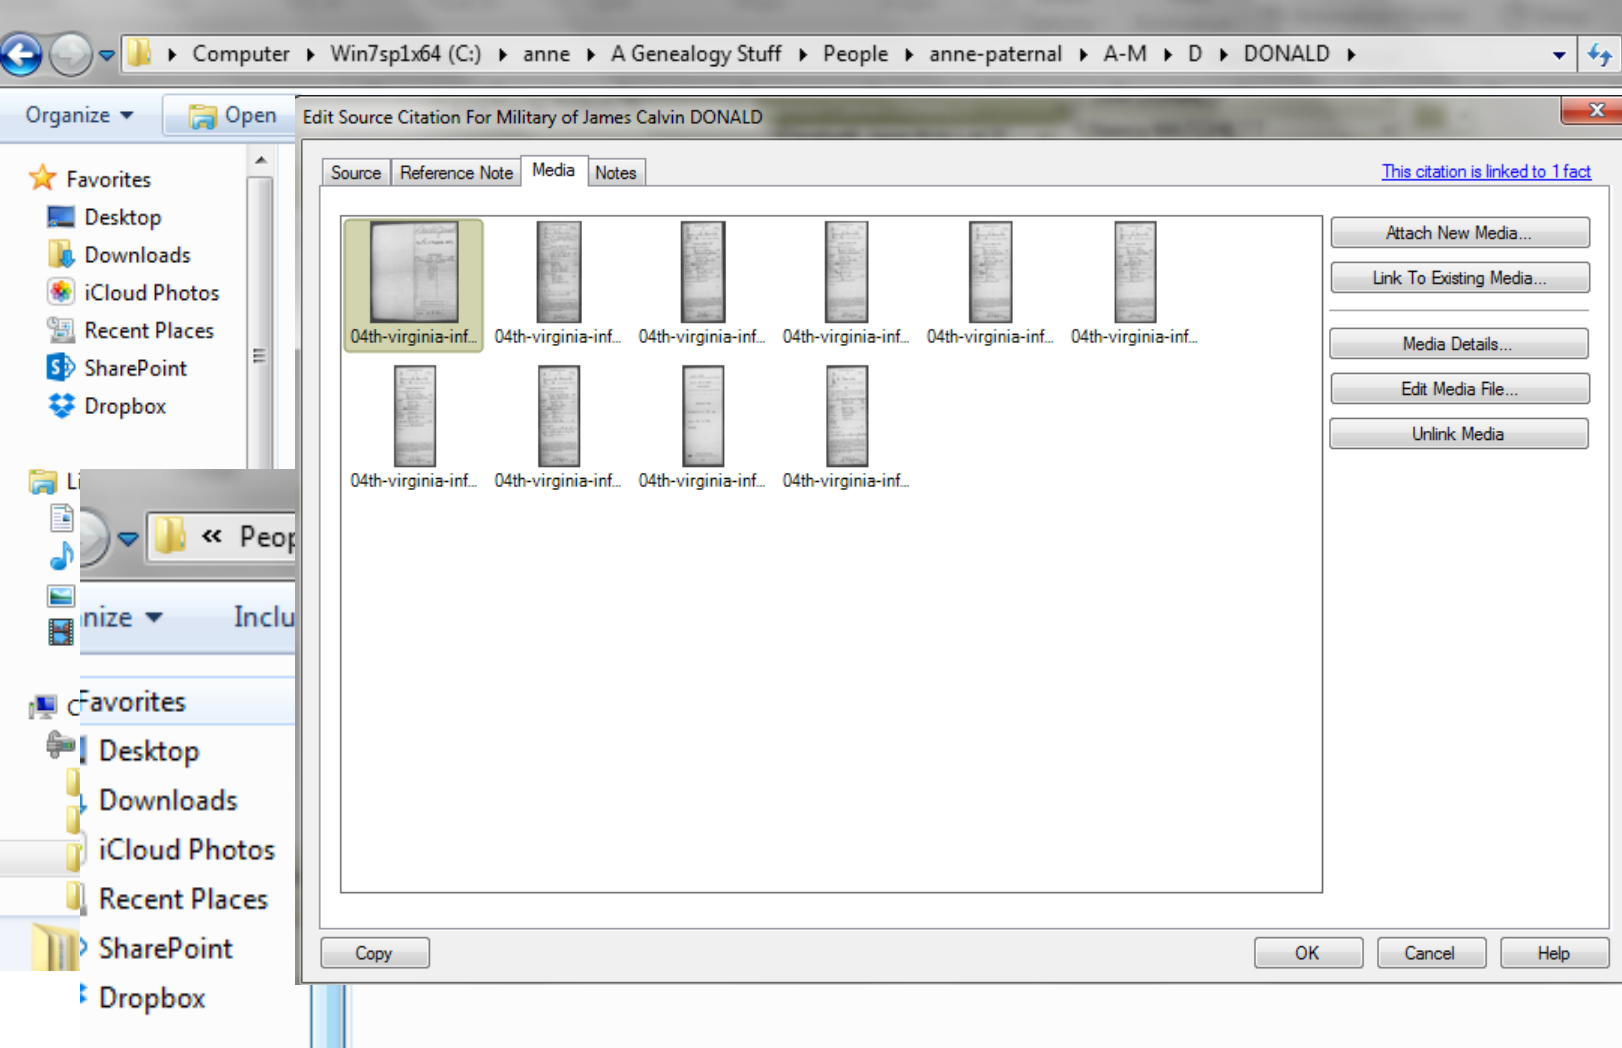 Computer Win7sp1x64 (C:) anne A Genealogy Stuff People anne-paternal A-M D DONALD
Organize Open
Edit Source Citation For Military of James Calvin DONALD
Source Reference Note Media Notes
This citation is linked to 1 fact
Favorites
Desktop
Downloads
iCloud Photos
Recent Places
SharePoint
Dropbox
Li
04th-virginia-inf... 04th-virginia-inf... 04th-virginia-inf... 04th-virginia-inf... 04th-virginia-inf... 04th-virginia-inf...
04th-virginia-inf... 04th-virginia-inf... 04th-virginia-inf... 04th-virginia-inf...
Attach New Media...
Link To Existing Media...
Media Details...
Edit Media File...
Unlink Media
« Peop
nize Inclu
C
Favorites
Desktop
Downloads
iCloud Photos
Recent Places
SharePoint
Dropbox
Copy OK Cancel Help